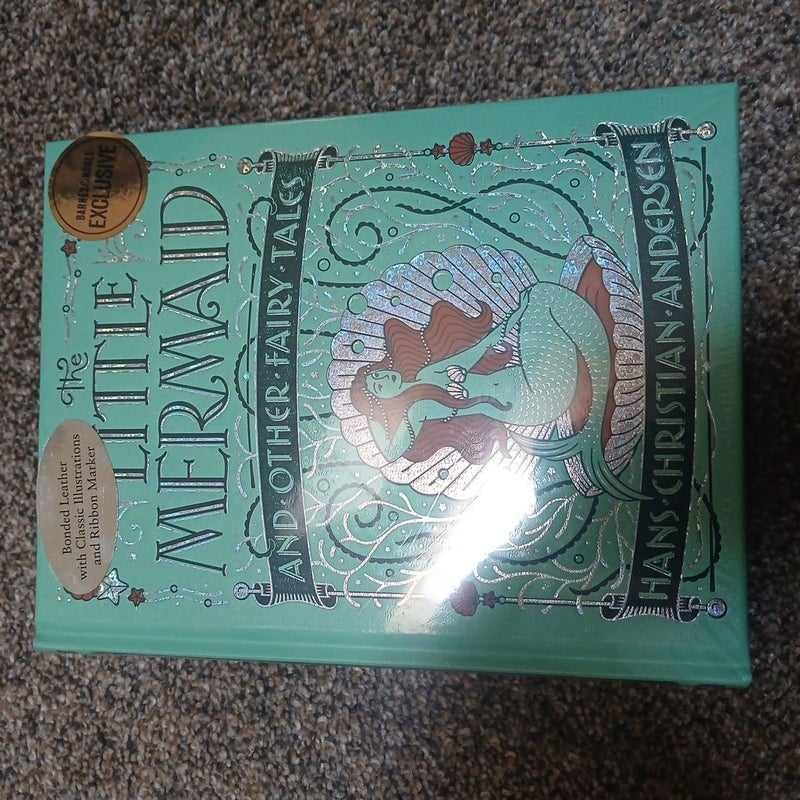 BARNES & NOBLE
EXCLUSIVE
The
LITTLE
MERMAID
Bonded Leather
with Classic Illustrations
and Ribbon Marker
AND·OTHER·FAIRY·TALES
HANS·CHRISTIAN·ANDERSEN